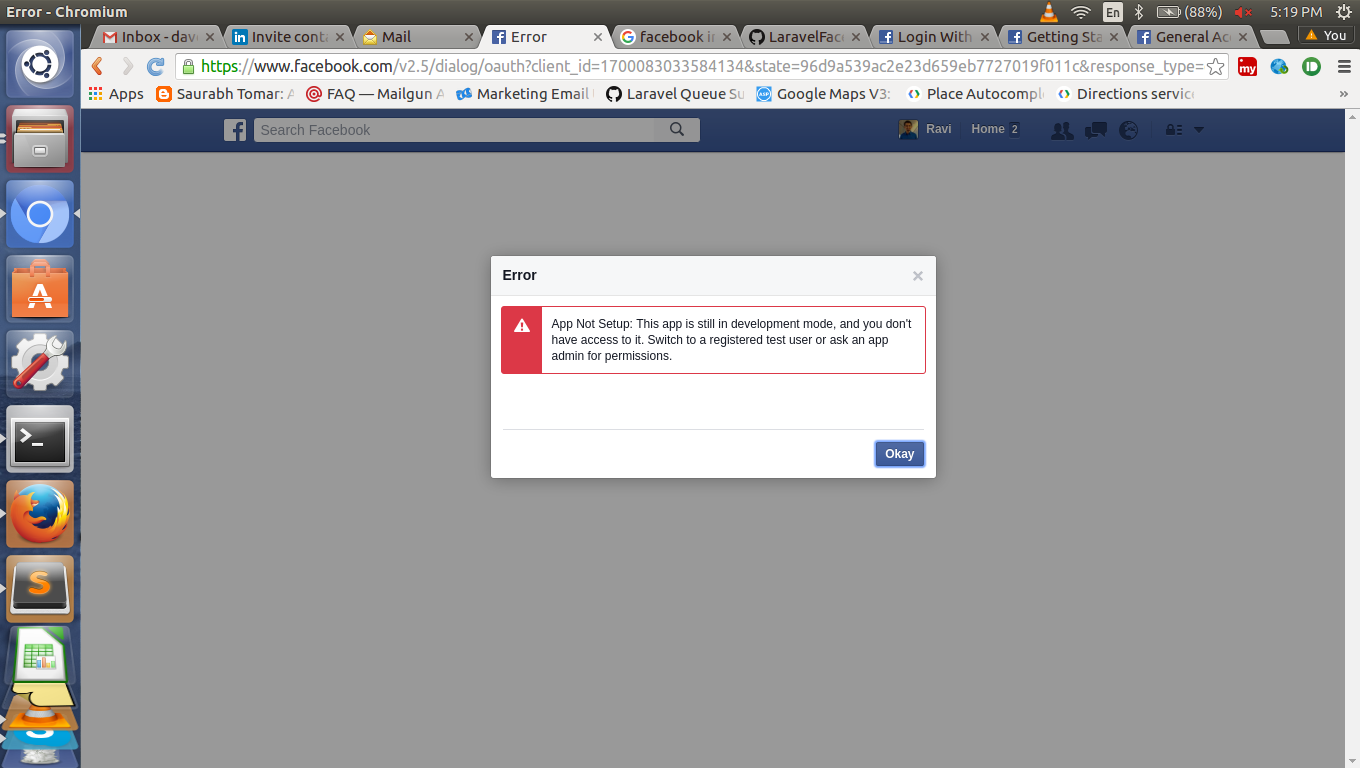 Error - Chromium
En
(88%)
5:19 PM
Inbox - dav
Invite cont
Mail
Error
facebook in
LaravelFac
Login With
Getting Sta
General Ac
You
https://www.facebook.com/v2.5/dialog/oauth?client_id=1700083033584134&state=96d9a539ac2e23d659eb7727019f011c&response_type=
my
Apps
Saurabh Tomar: A
FAQ — Mailgun A
Marketing Email
Laravel Queue Su
Google Maps V3:
Place Autocompl
Directions servic
»
Search Facebook
Ravi
Home 2
Error
App Not Setup: This app is still in development mode, and you don't
have access to it. Switch to a registered test user or ask an app
admin for permissions.
Okay